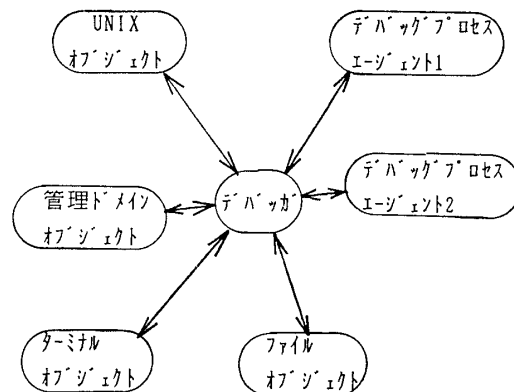 UNIX
オブジェクト
デバッグプロセス
エージェント1
管理ドメイン
オブジェクト
デバッガ
デバッグプロセス
エージェント2
ターミナル
オブジェクト
ファイル
オブジェクト